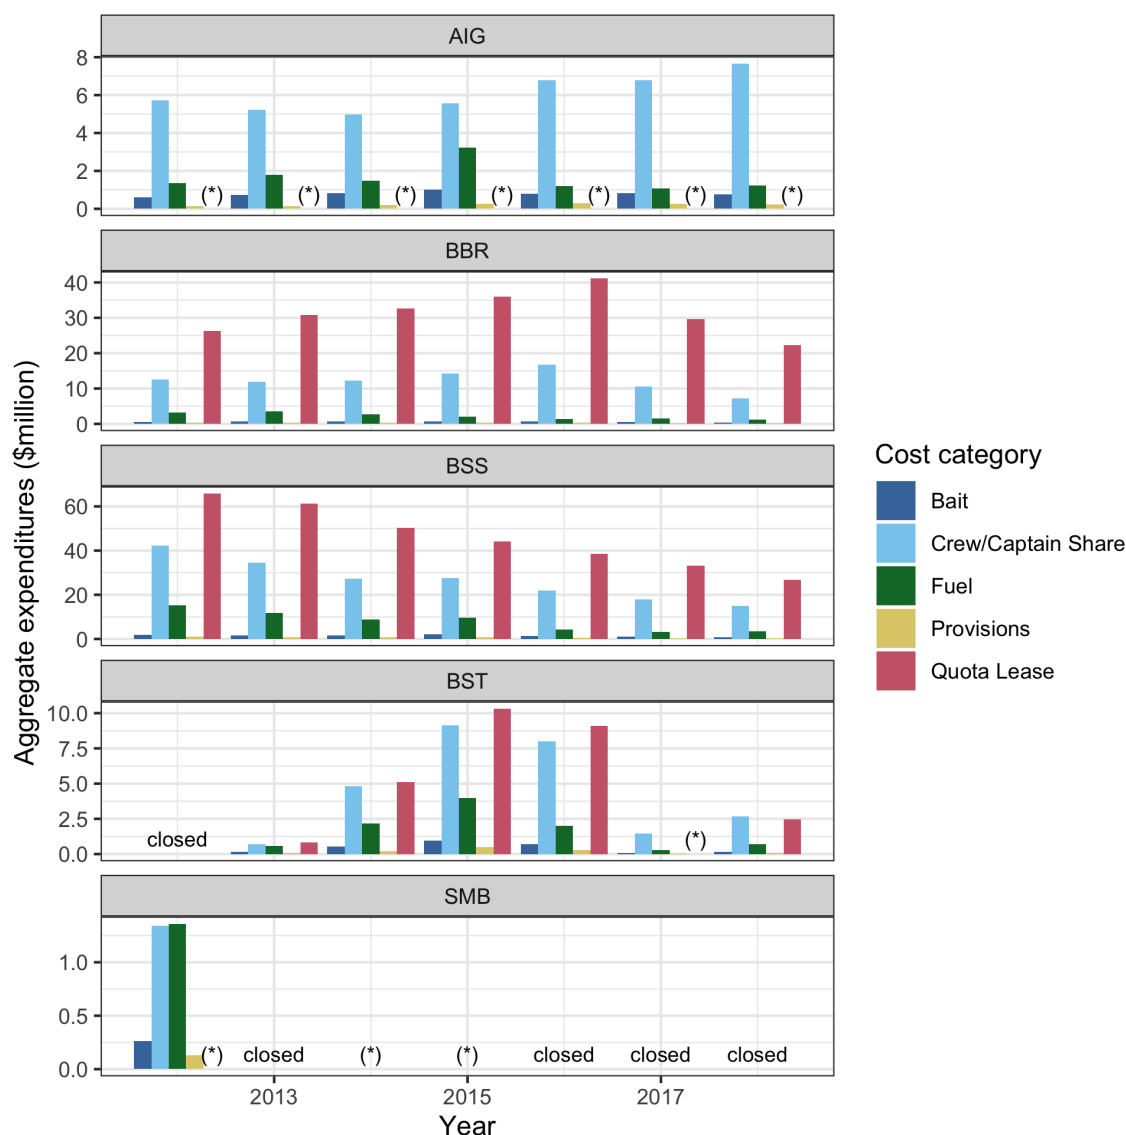 AIG
8
6
4
2
0
(*) (*) (*) (*) (*) (*) (*)
BBR
40
30
20
10
0
BSS
60
40
20
0
BST
10.0
7.5
5.0
2.5
0.0
closed (*)
SMB
1.0
0.5
0.0
(*) closed (*) (*) closed closed closed
2013 2015 2017
Year
Aggregate expenditures ($million)
Cost category
Bait
Crew/Captain Share
Fuel
Provisions
Quota Lease